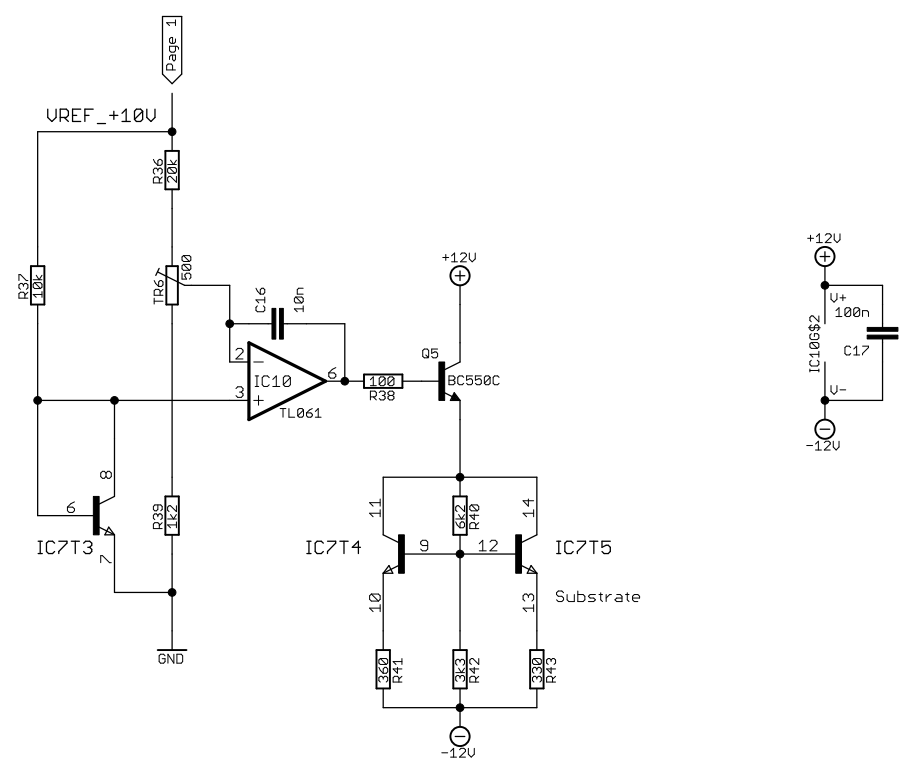 Page 1
VREF_+10V
R36
20k
R37
10k
TR6
500
C16
10n
2
3
6
IC10
TL061
100
R38
+12V
Q5
BC550C
+12V
V+
100n
IC10G$2
C17
V-
-12V
8
6
IC7T3
7
R39
1k2
GND
11
6k2
R40
14
IC7T4
9
12
IC7T5
10
13
Substrate
360
R41
3k3
R42
330
R43
-12V